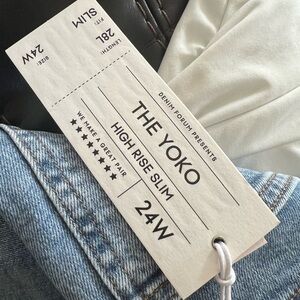 FIT:
SLIM
LENGTH:
28L
SIZE:
24W
DENIM FORUM PRESENTS
THE YOKO
HIGH RISE SLIM
24W
WE MAKE A GREAT PAIR
★★★★★★★★